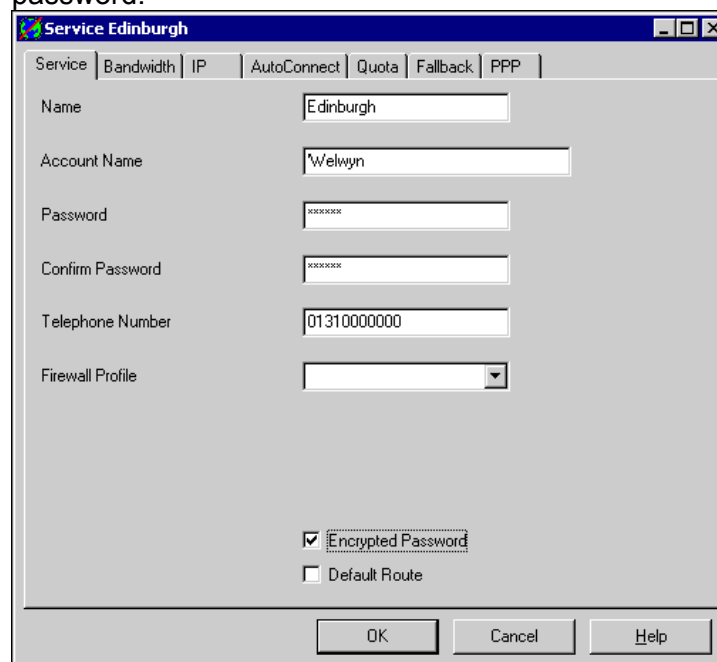 password.
Service Edinburgh
Service Bandwidth IP AutoConnect Quota Fallback PPP
Name Edinburgh
Account Name 'Welwyn
Password ××××××
Confirm Password ××××××
Telephone Number 01310000000
Firewall Profile
Encrypted Password
Default Route
OK Cancel Help